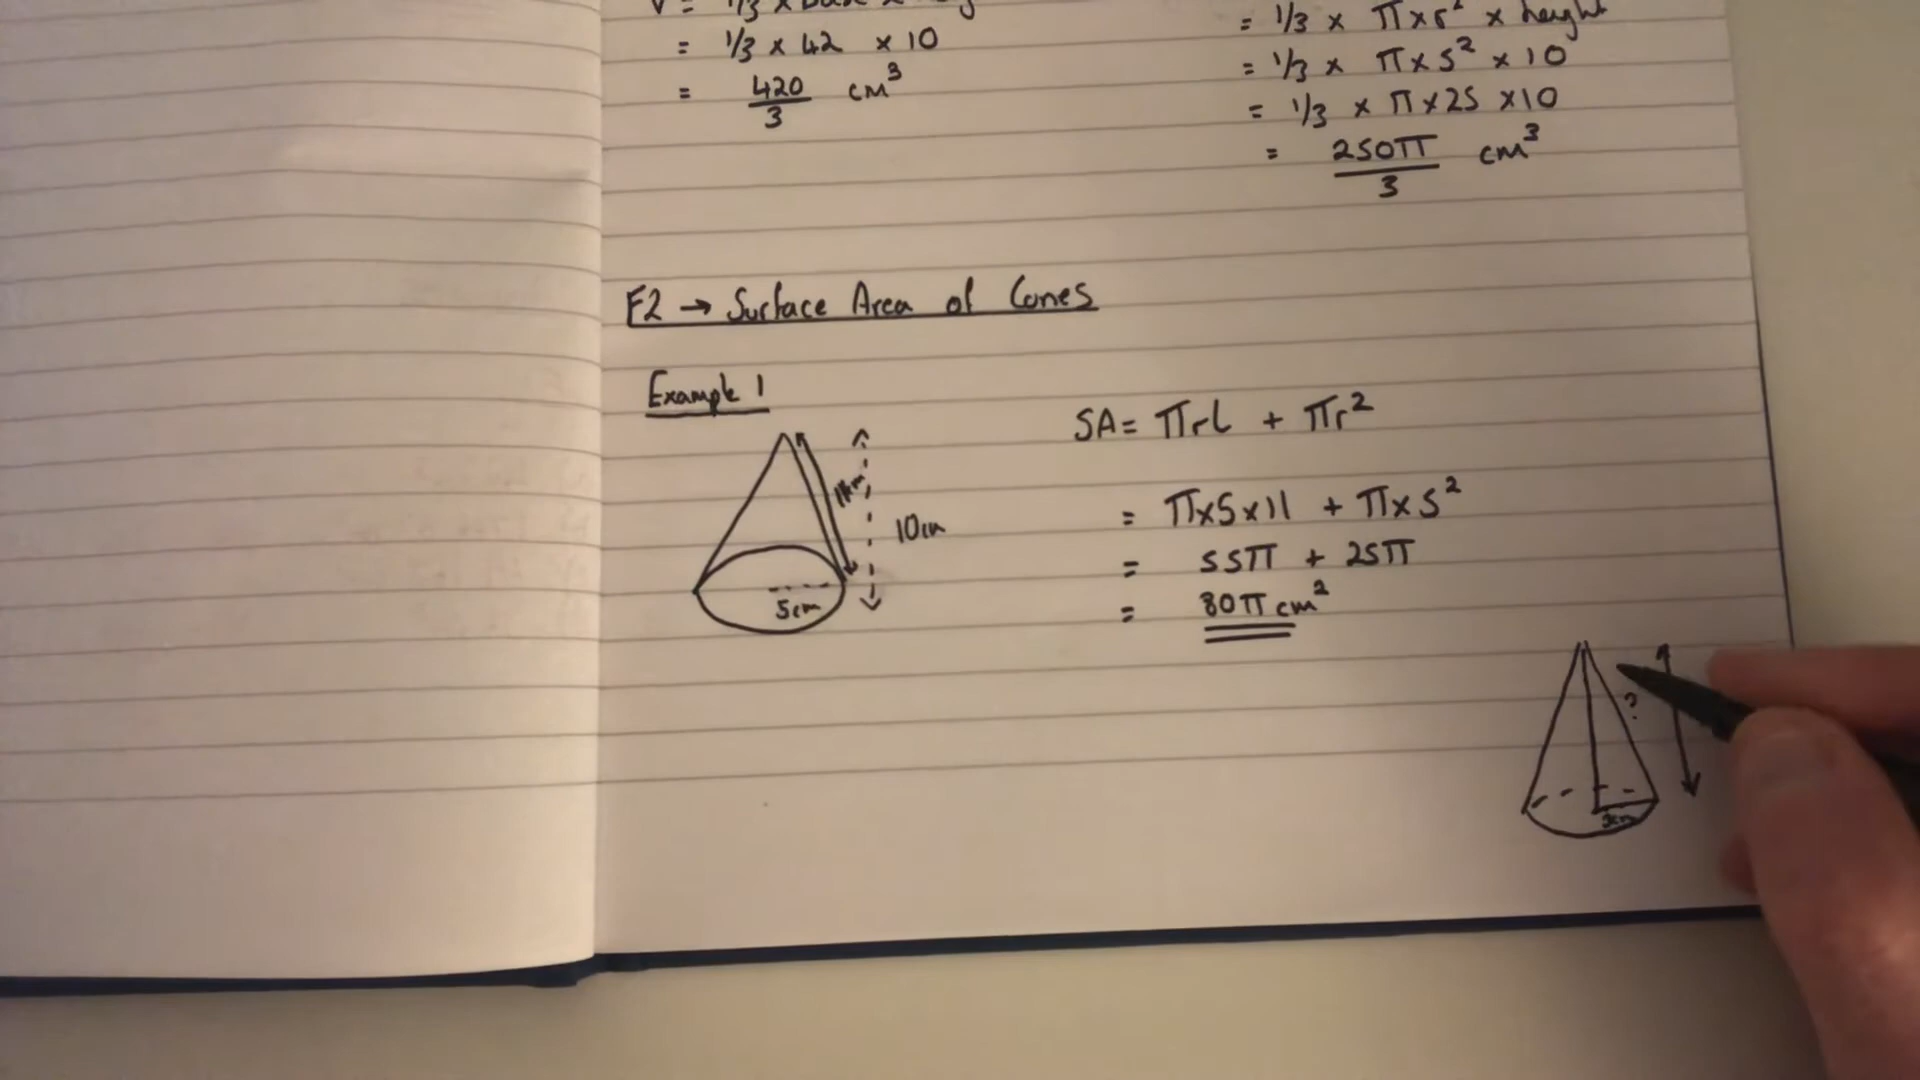 = 1/3 × 42 × 10
= 420/3 cm³
= 1/3 × π×r² × height
= 1/3 × π×5² × 10
= 1/3 × π×25 ×10
= 250π/3 cm³
F2 → Surface Area of Cones
Example 1
11cm
10cm
5cm
SA= πrl + πr²
= π×5×11 + π×5²
= 55π + 25π
= 80π cm²
?